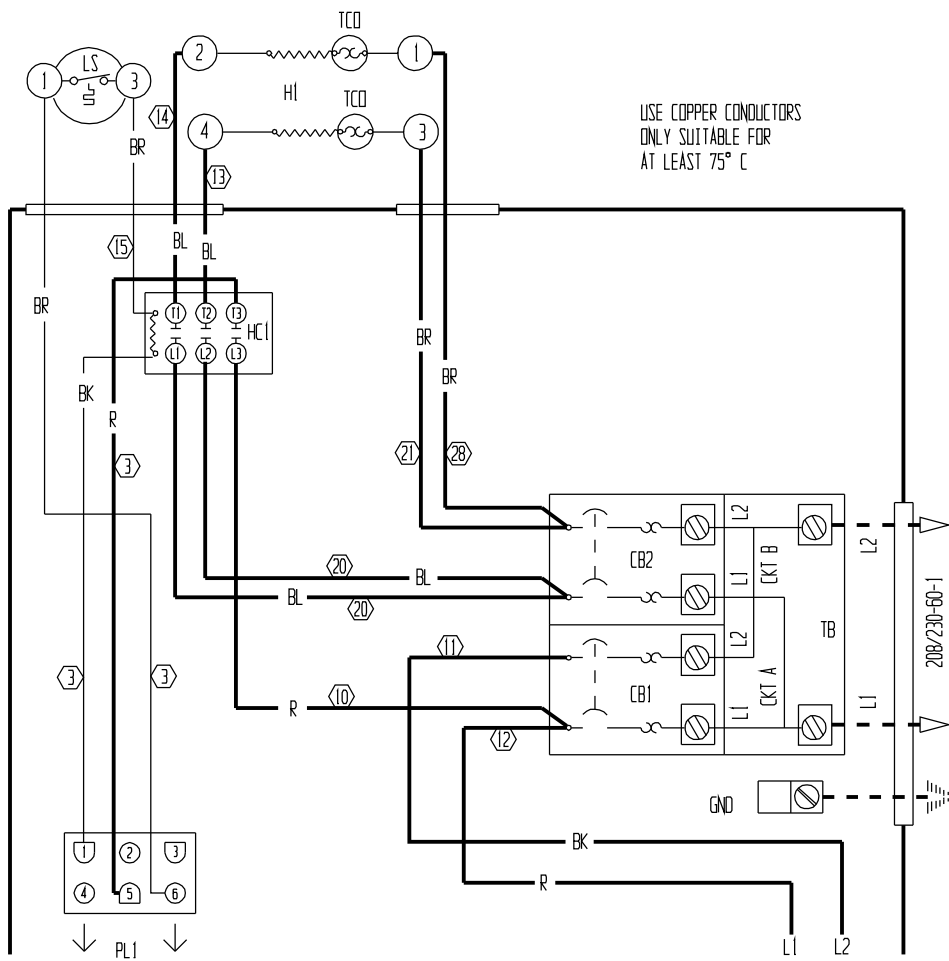 TCO
2
1
LS
1
3
H1
TCO
14
4
3
BR
13
USE COPPER CONDUCTORS
ONLY SUITABLE FOR
AT LEAST 75° C
15
BL
BL
BR
T1
T2
T3
HC1
L1
L2
L3
BR
BR
BK
R
3
21
28
L2
L2
CB2
CKT B
L1
20
BL
BL
20
208/230-60-1
TB
11
L2
3
3
CKT A
CB1
10
R
L1
L1
12
GND
BK
1
2
3
R
4
5
6
PL1
L1
L2